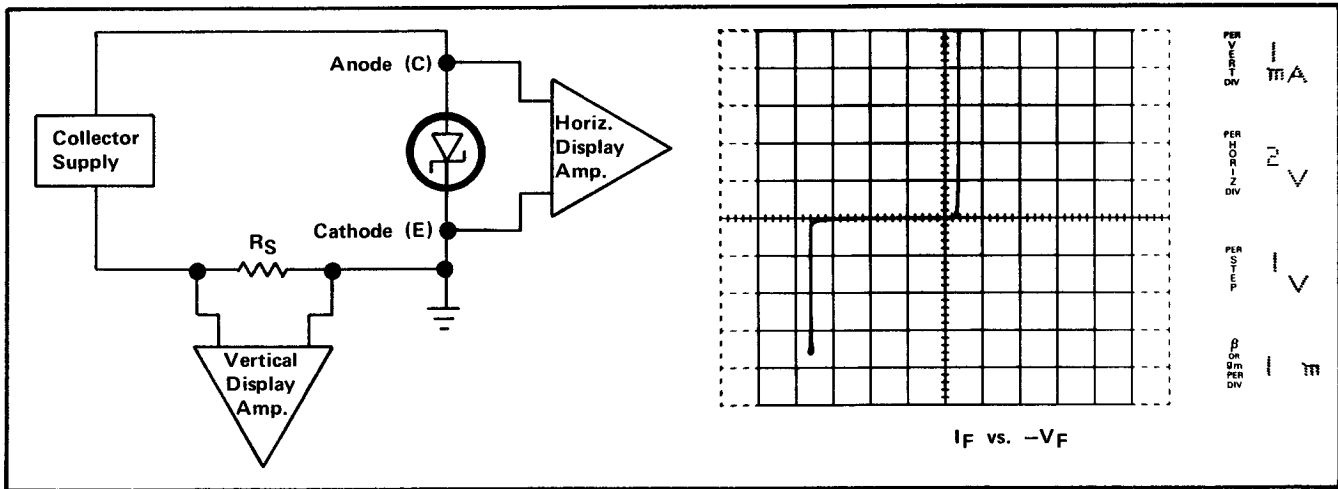 Anode (C)
Collector
Supply
Horiz.
Display
Amp.
Cathode (E)
RS
Vertical
Display
Amp.
PER
VERT
DIV
1
mA
PER
HORIZ
DIV
2
V
PER
STEP
1
V
β
OR
gm
PER
DIV
1 m
IF vs. −VF